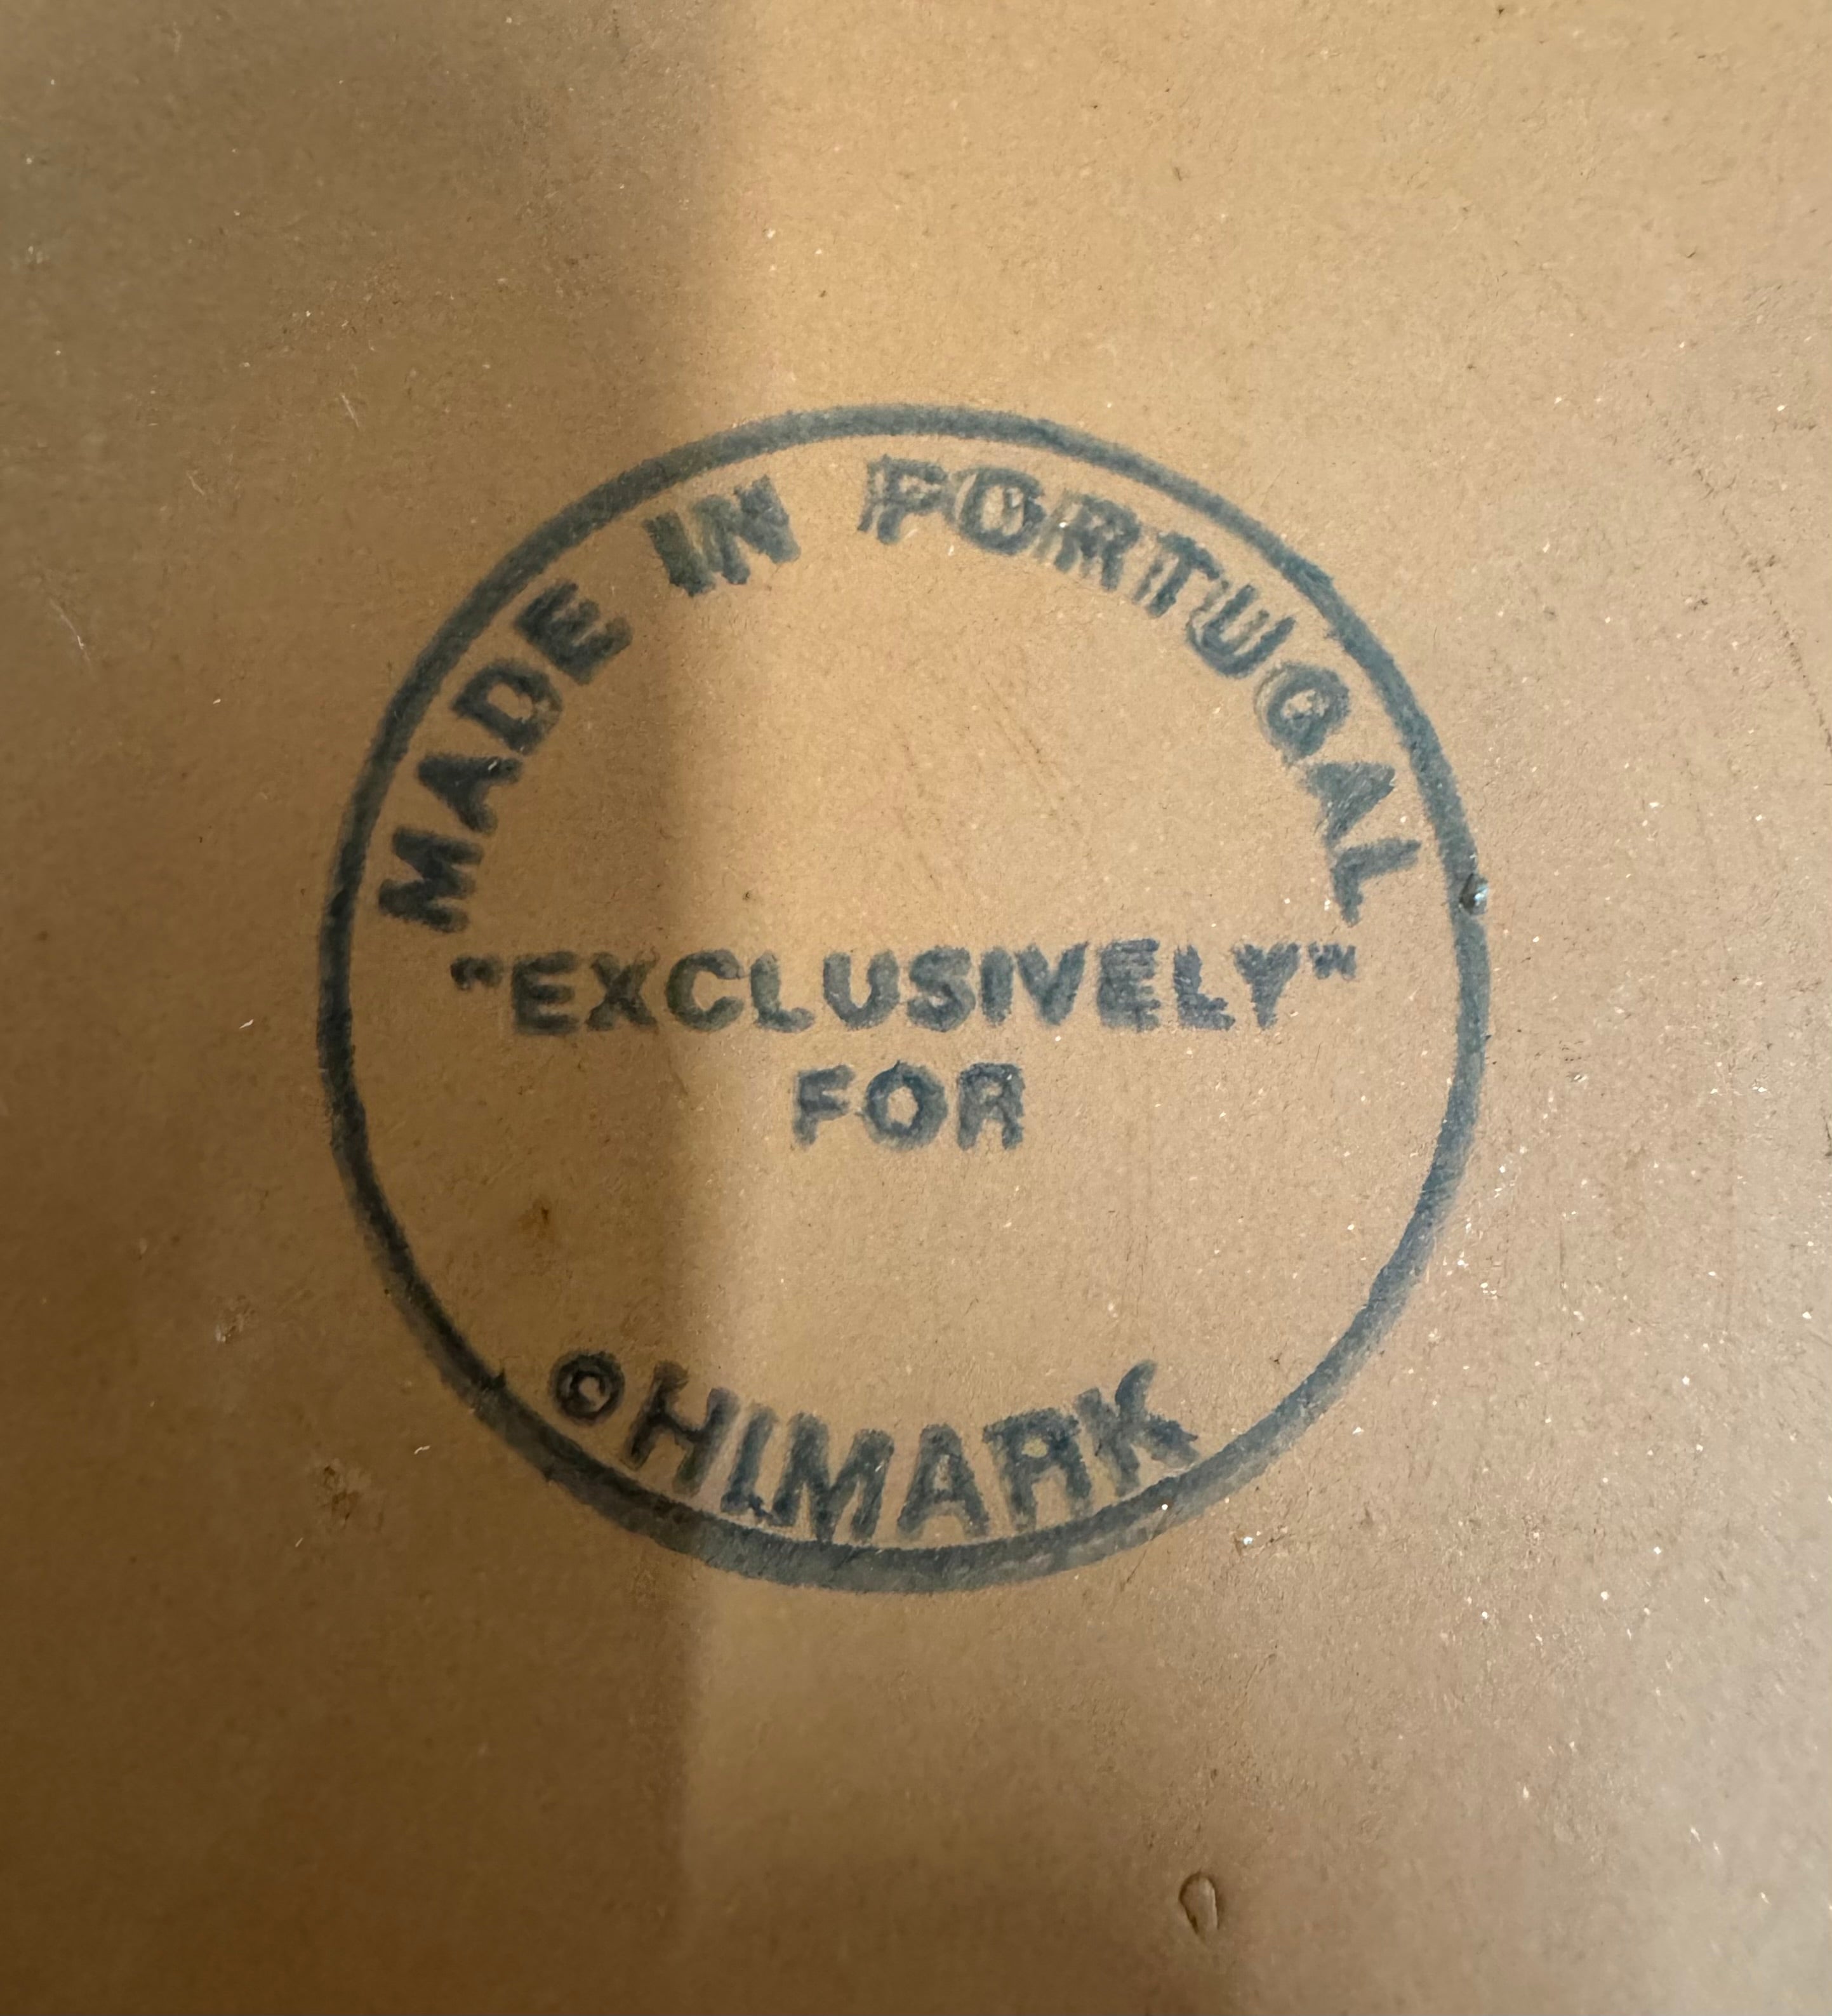 MADE IN PORTUGAL
"EXCLUSIVELY"
FOR
©HIMARK